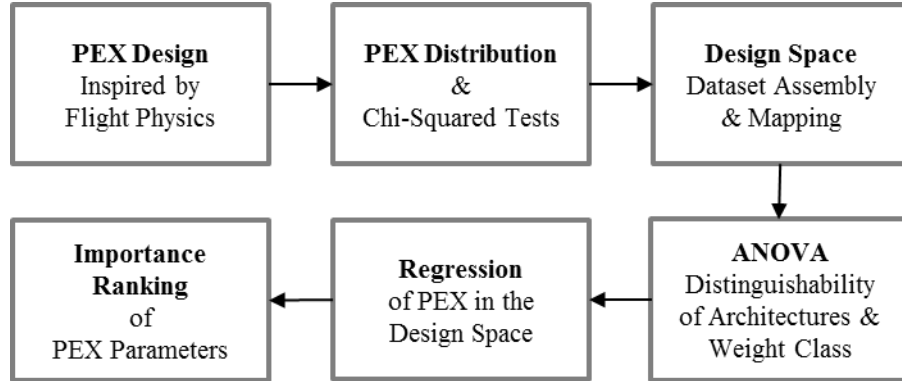 PEX Design
Inspired by
Flight Physics
PEX Distribution
&
Chi-Squared Tests
Design Space
Dataset Assembly
& Mapping
ANOVA
Distinguishability
of Architectures &
Weight Class
Regression
of PEX in the
Design Space
Importance
Ranking
of
PEX Parameters